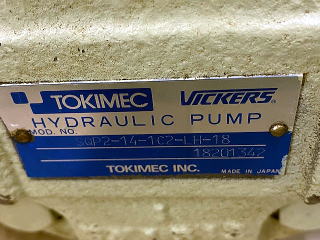 TOKIMEC VICKERS
HYDRAULIC PUMP
MOD. NO. SQP2-14-1C2-LH-18
18201342
TOKIMEC INC. MADE IN JAPAN